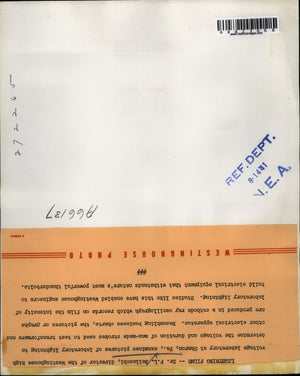 LIGHTNING FILMS -- Dr. P.L. Bellaschi, director of the Westinghouse high
voltage laboratory at Sharon, Pa., examines pictures of laboratory lightning to
determine the voltage and duration of man-made strokes used to test transformers and
other electrical apparatus. Resembling business charts, the pictures or graphs
are produced in a cathode ray oscillograph which records on film the intensity of
laboratory lightning. Studies like this have enabled Westinghouse engineers to
build electrical equipment that withstands nature's most powerful thunderbolts.
###
WESTINGHOUSE PHOTO
A66137
272265
REF. DEPT.
N. E. A.